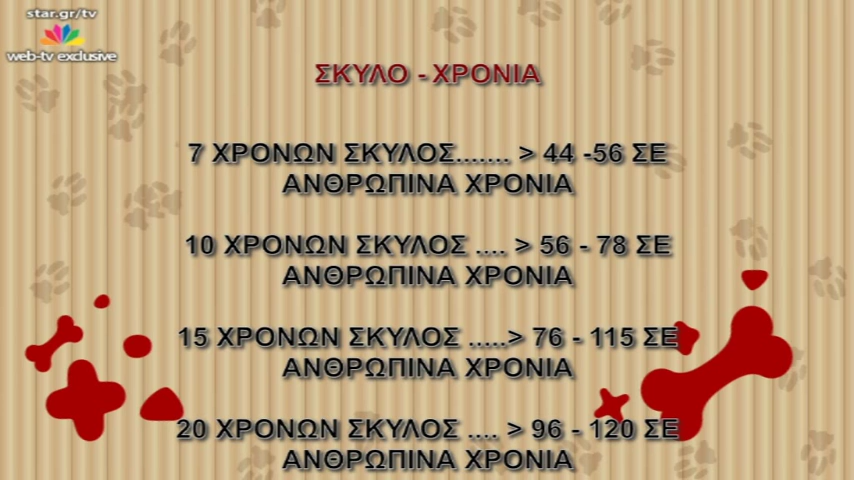 star.gr/tv
web-tv exclusive
ΣΚΥΛΟ - ΧΡΟΝΙΑ
7 ΧΡΟΝΩΝ ΣΚΥΛΟΣ....... > 44 -56 ΣΕ
ΑΝΘΡΩΠΙΝΑ ΧΡΟΝΙΑ
10 ΧΡΟΝΩΝ ΣΚΥΛΟΣ .... > 56 - 78 ΣΕ
ΑΝΘΡΩΠΙΝΑ ΧΡΟΝΙΑ
15 ΧΡΟΝΩΝ ΣΚΥΛΟΣ .....> 76 - 115 ΣΕ
ΑΝΘΡΩΠΙΝΑ ΧΡΟΝΙΑ
20 ΧΡΟΝΩΝ ΣΚΥΛΟΣ .... > 96 - 120 ΣΕ
ΑΝΘΡΩΠΙΝΑ ΧΡΟΝΙΑ